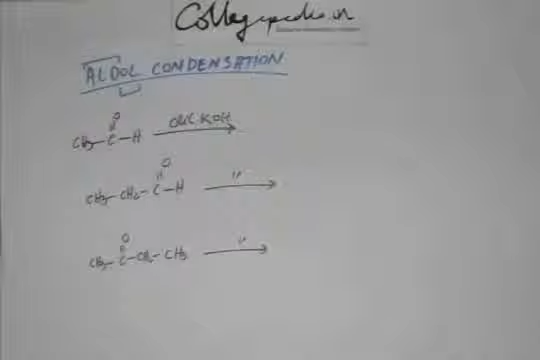 Collegepedia.in
ALDOL CONDENSATION
CH3-C(=O)-H dil. KOH →
CH3-CH2-C(=O)-H " →
CH3-C(=O)-CH2-CH3 " →